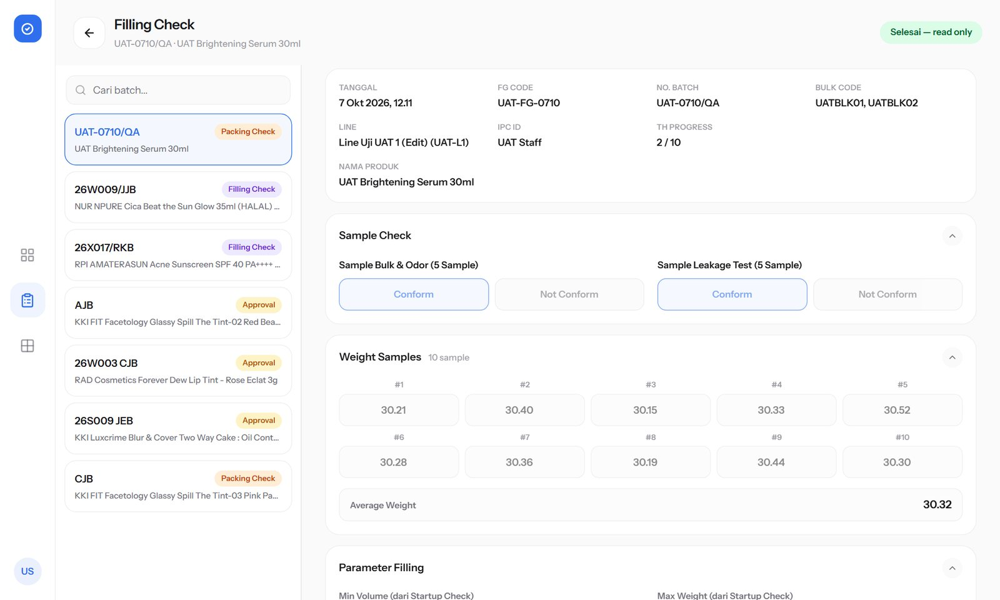 Filling Check
UAT-0710/QA · UAT Brightening Serum 30ml
Selesai — read only
Cari batch...
UAT-0710/QA
Packing Check
UAT Brightening Serum 30ml
26W009/JJB
Filling Check
NUR NPURE Cica Beat the Sun Glow 35ml (HALAL) ...
26X017/RKB
Filling Check
RPI AMATERASUN Acne Sunscreen SPF 40 PA++++ ...
AJB
Approval
KKI FIT Facetology Glassy Spill The Tint-02 Red Bea...
26W003 CJB
Approval
RAD Cosmetics Forever Dew Lip Tint - Rose Eclat 3g
26S009 JEB
Approval
KKI Luxcrime Blur & Cover Two Way Cake : Oil Cont...
CJB
Packing Check
KKI FIT Facetology Glassy Spill The Tint-03 Pink Pa...
US
TANGGAL
7 Okt 2026, 12.11
FG CODE
UAT-FG-0710
NO. BATCH
UAT-0710/QA
BULK CODE
UATBLK01, UATBLK02
LINE
Line Uji UAT 1 (Edit) (UAT-L1)
IPC ID
UAT Staff
TH PROGRESS
2 / 10
NAMA PRODUK
UAT Brightening Serum 30ml
Sample Check
Sample Bulk & Odor (5 Sample)
Conform
Not Conform
Sample Leakage Test (5 Sample)
Conform
Not Conform
Weight Samples 10 sample
#1 #2 #3 #4 #5
30.21 30.40 30.15 30.33 30.52
#6 #7 #8 #9 #10
30.28 30.36 30.19 30.44 30.30
Average Weight 30.32
Parameter Filling
Min Volume (dari Startup Check)
Max Weight (dari Startup Check)